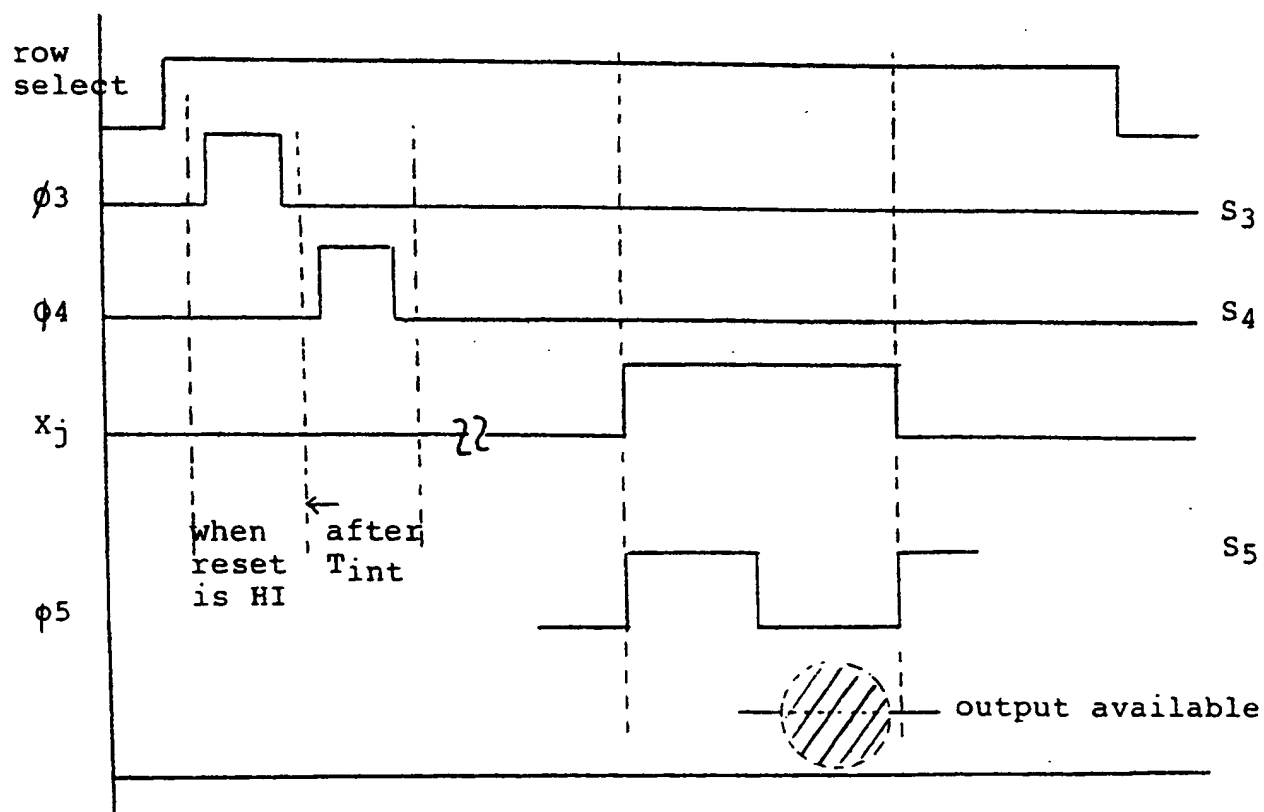 row
select
ϕ3
S3
ϕ4
S4
xj
when
reset
is HI
← after
Tint
S5
ϕ5
output available